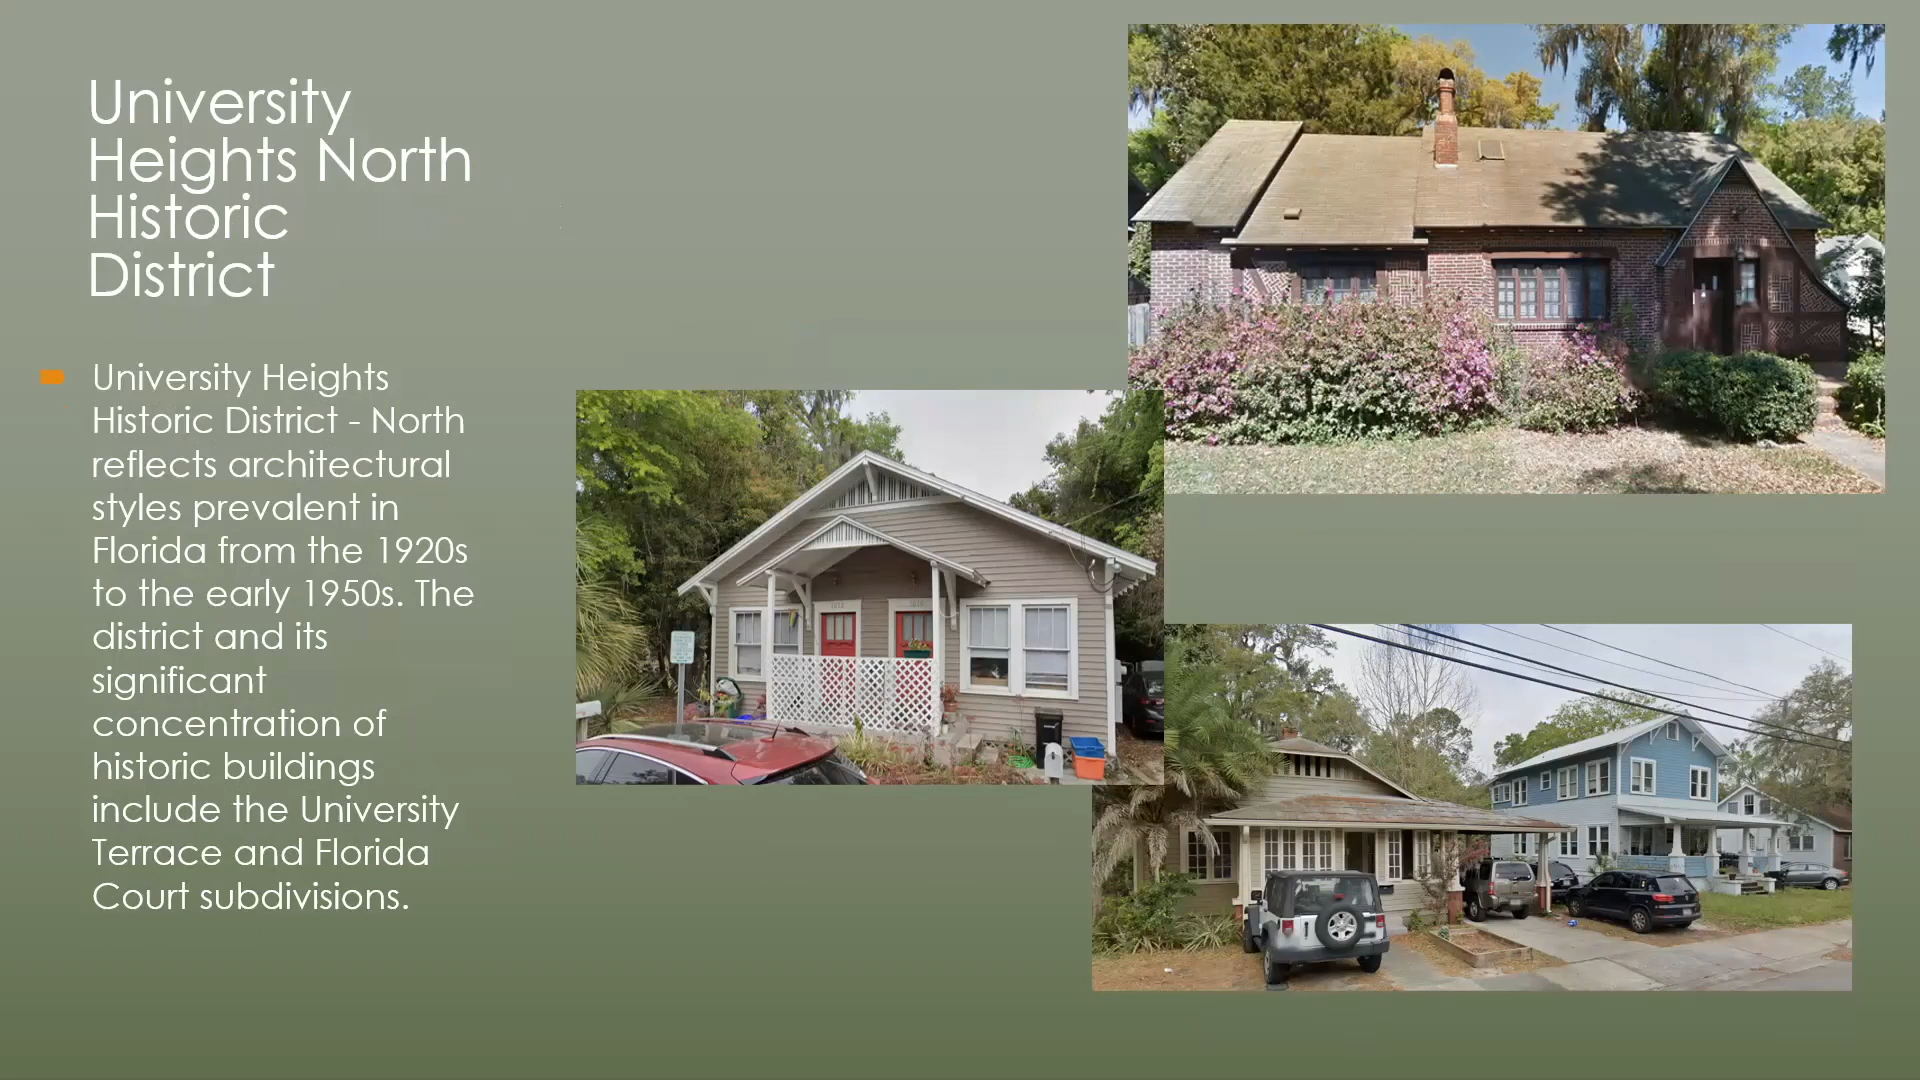 University
Heights North
Historic
District
University Heights
Historic District - North
reflects architectural
styles prevalent in
Florida from the 1920s
to the early 1950s. The
district and its
significant
concentration of
historic buildings
include the University
Terrace and Florida
Court subdivisions.